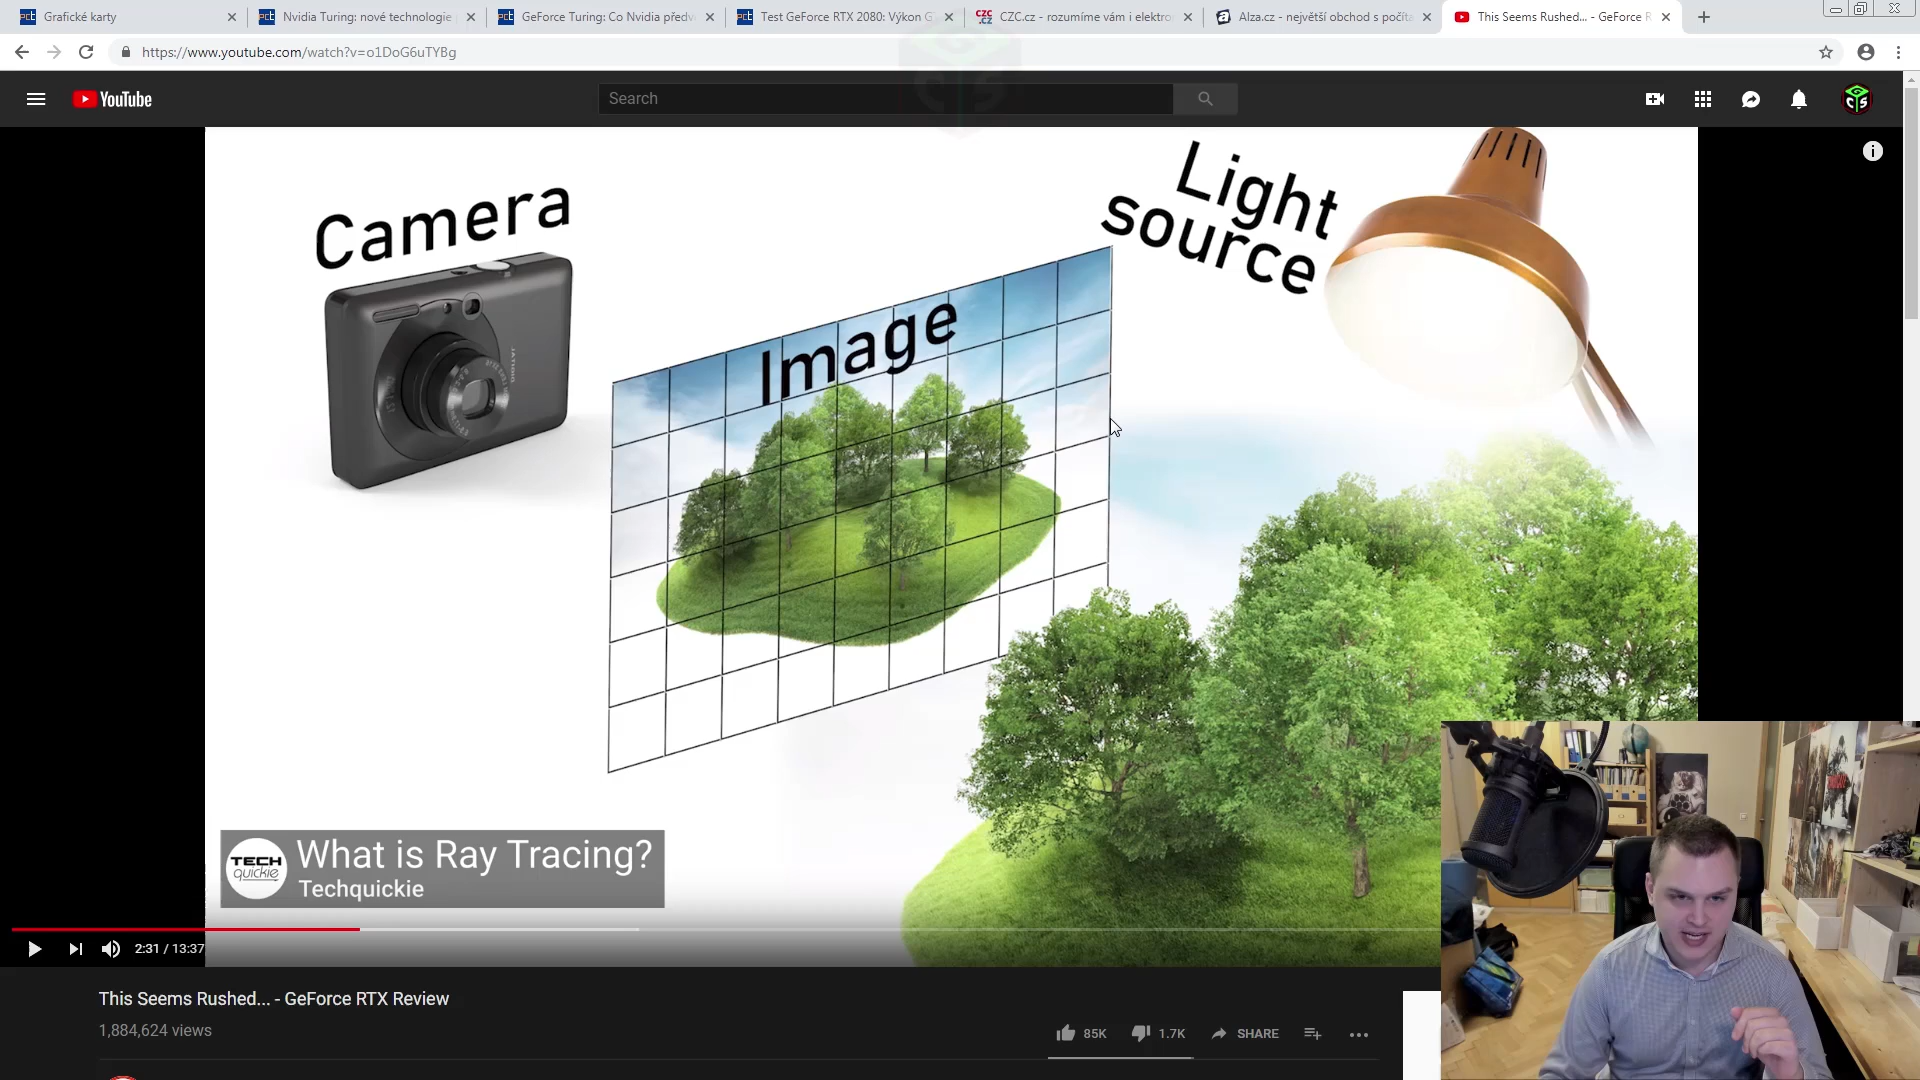 Grafické karty
Nvidia Turing: nové technologie
GeForce Turing: Co Nvidia předv
Test GeForce RTX 2080: Výkon G
CZC.cz - rozumíme vám i elektro
Alza.cz - největší obchod s počíta
This Seems Rushed... - GeForce R
https://www.youtube.com/watch?v=o1DoG6uTYBg
YouTube
Search
Camera
Image
Light
source
TECH
quickie
What is Ray Tracing?
Techquickie
2:31 / 13:37
This Seems Rushed... - GeForce RTX Review
1,884,624 views
85K
1.7K
SHARE